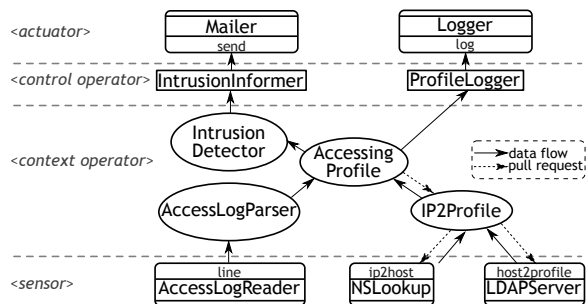 <actuator>
Mailer
send
Logger
log
<control operator>
IntrusionInformer
ProfileLogger
<context operator>
Intrusion
Detector
Accessing
Profile
data flow
pull request
AccessLogParser
IP2Profile
<sensor>
line
AccessLogReader
ip2host
NSLookup
host2profile
LDAPServer